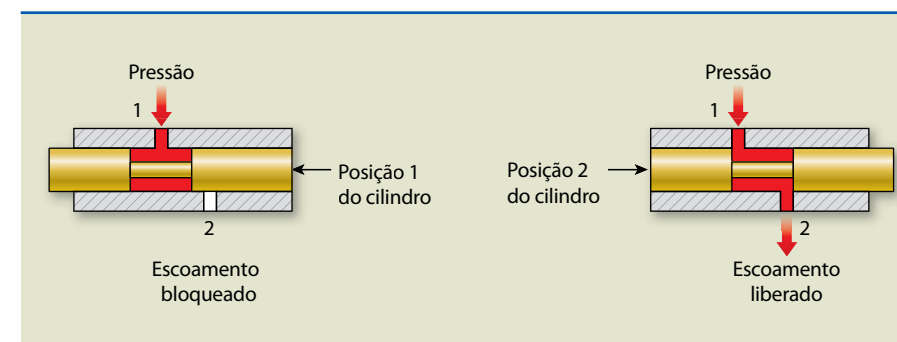 Pressão
1
Posição 1
do cilindro
2
Escoamento
bloqueado
Pressão
1
Posição 2
do cilindro
2
Escoamento
liberado